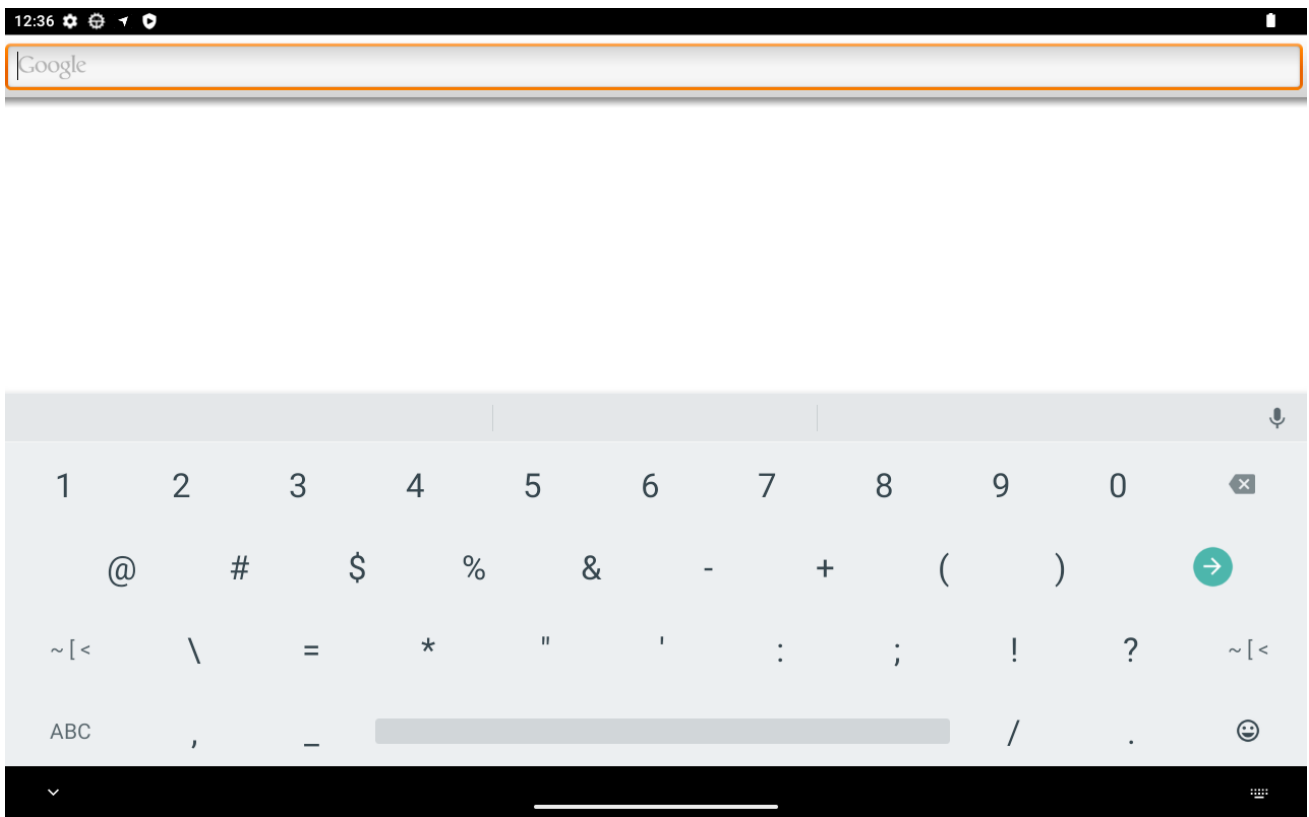 12:36
Google
1 2 3 4 5 6 7 8 9 0
@ # $ % & - + ( )
~ [ < \ = * " ' : ; ! ? ~ [ <
ABC , _ / .